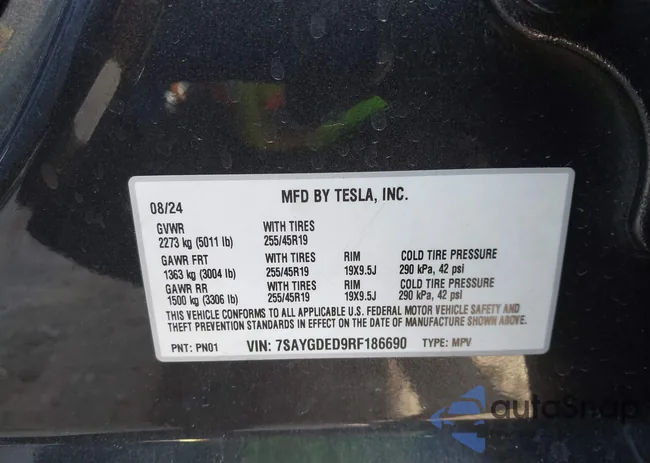 MFD BY TESLA, INC.
08/24
GVWR WITH TIRES
2273 kg (5011 lb) 255/45R19
GAWR FRT WITH TIRES RIM COLD TIRE PRESSURE
1363 kg (3004 lb) 255/45R19 19X9.5J 290 kPa, 42 psi
GAWR RR WITH TIRES RIM COLD TIRE PRESSURE
1500 kg (3306 lb) 255/45R19 19X9.5J 290 kPa, 42 psi
THIS VEHICLE CONFORMS TO ALL APPLICABLE U.S. FEDERAL MOTOR VEHICLE SAFETY AND
THEFT PREVENTION STANDARDS IN EFFECT ON THE DATE OF MANUFACTURE SHOWN ABOVE.
PNT: PN01 VIN: 7SAYGDED9RF186690 TYPE: MPV
autoSnap